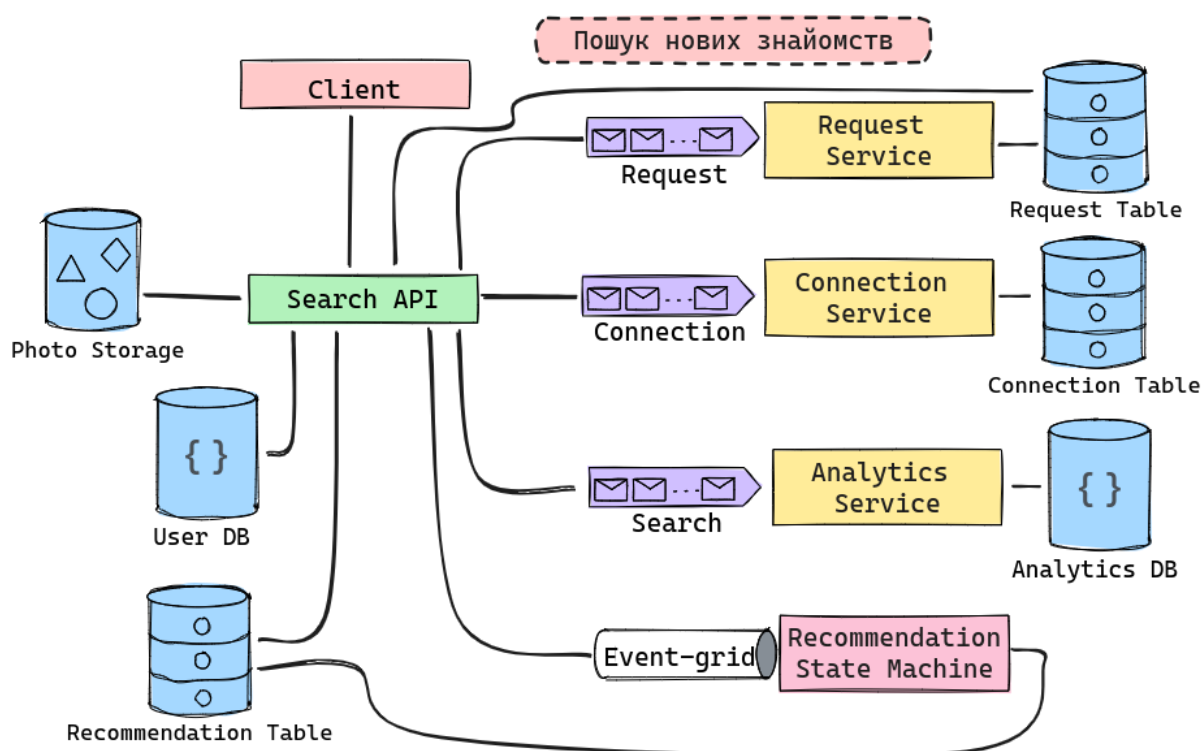 Пошук нових знайомств
Client
Request
Service
Request
Request Table
Search API
Photo Storage
Connection
Service
Connection
Connection Table
{ }
User DB
Analytics
Service
Search
{ }
Analytics DB
Event-grid
Recommendation
State Machine
Recommendation Table